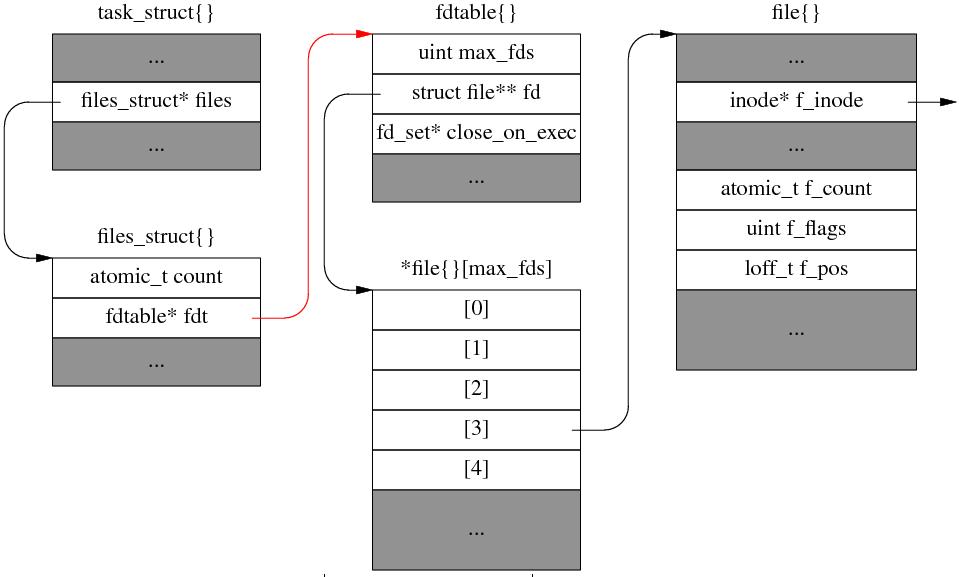 task_struct{}
...
files_struct* files
...
files_struct{}
atomic_t count
fdtable* fdt
...
fdtable{}
uint max_fds
struct file** fd
fd_set* close_on_exec
...
*file{}[max_fds]
[0]
[1]
[2]
[3]
[4]
...
file{}
...
inode* f_inode
...
atomic_t f_count
uint f_flags
loff_t f_pos
...